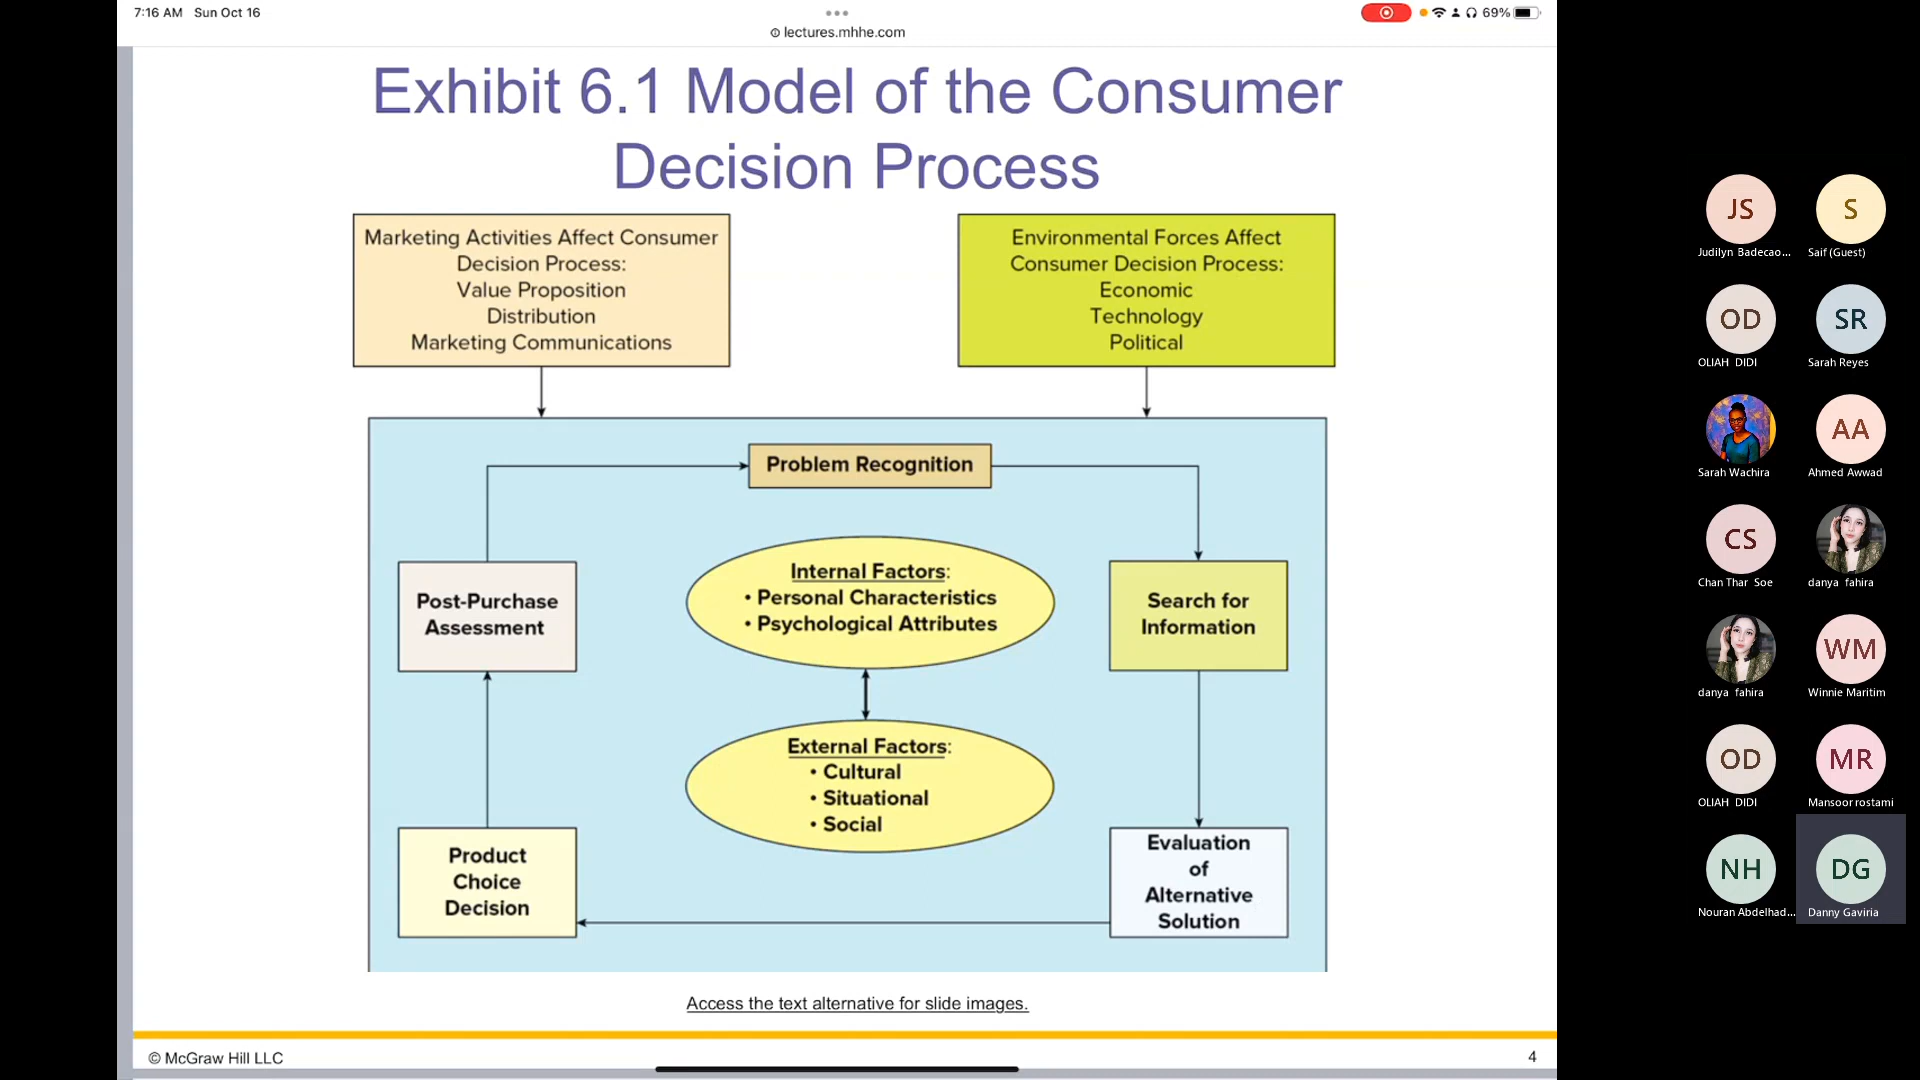 7:16 AM Sun Oct 16
69%
lectures.mhhe.com
Exhibit 6.1 Model of the Consumer
Decision Process
Marketing Activities Affect Consumer
Decision Process:
Value Proposition
Distribution
Marketing Communications
Environmental Forces Affect
Consumer Decision Process:
Economic
Technology
Political
Problem Recognition
Post-Purchase
Assessment
Internal Factors:
• Personal Characteristics
• Psychological Attributes
Search for
Information
External Factors:
• Cultural
• Situational
• Social
Product
Choice
Decision
Evaluation
of
Alternative
Solution
Access the text alternative for slide images.
© McGraw Hill LLC
4
JS
Judilyn Badecao...
S
Saif (Guest)
OD
OLIAH DIDI
SR
Sarah Reyes
Sarah Wachira
AA
Ahmed Awwad
CS
Chan Thar Soe
danya fahira
danya fahira
WM
Winnie Maritim
OD
OLIAH DIDI
MR
Mansoor rostami
NH
Nouran Abdelhad...
DG
Danny Gaviria